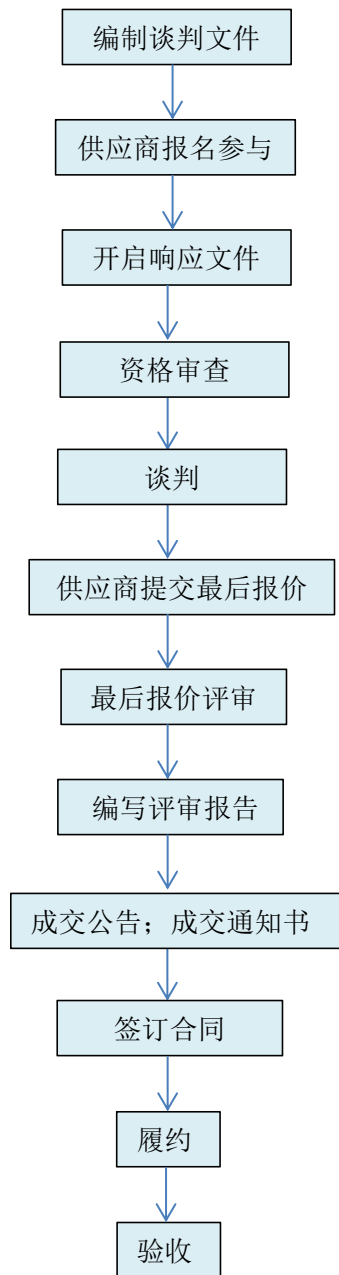 编制谈判文件
供应商报名参与
开启响应文件
资格审查
谈判
供应商提交最后报价
最后报价评审
编写评审报告
成交公告；成交通知书
签订合同
履约
验收